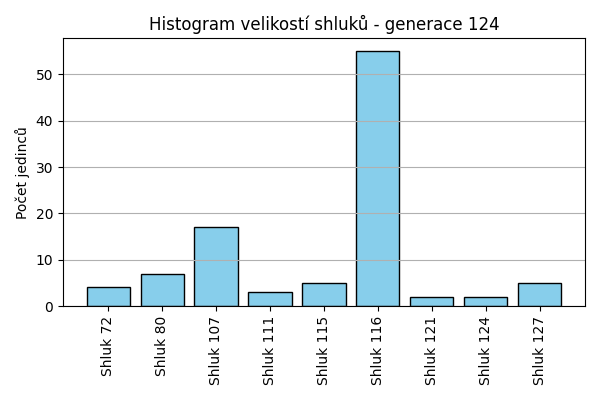 Histogram velikostí shluků - generace 124
Počet jedinců
50
40
30
20
10
0
Shluk 72
Shluk 80
Shluk 107
Shluk 111
Shluk 115
Shluk 116
Shluk 121
Shluk 124
Shluk 127